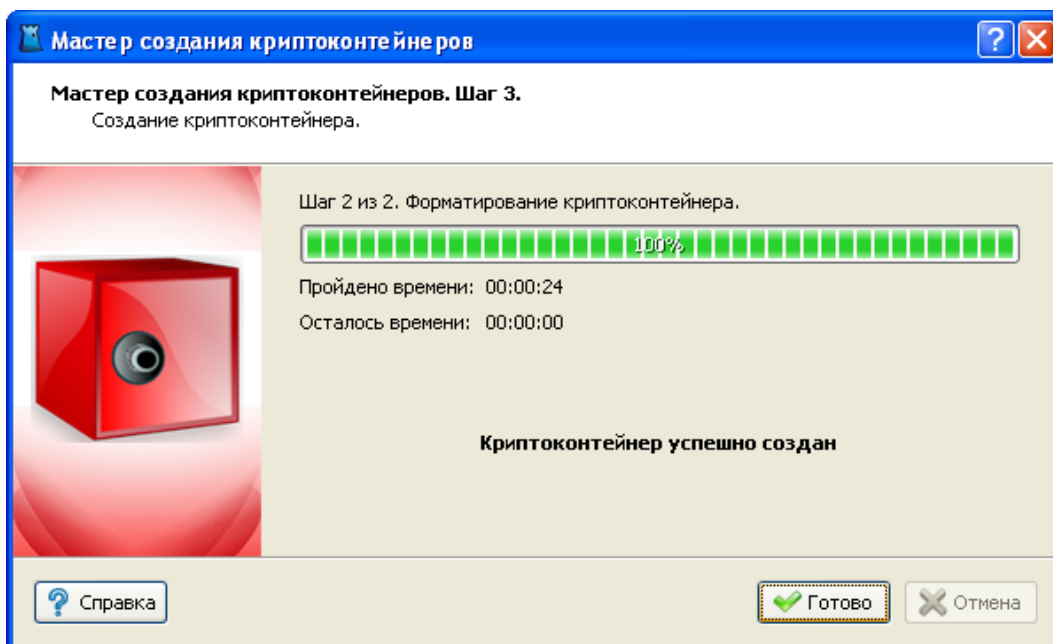 Мастер создания криптоконтейнеров
Мастер создания криптоконтейнеров. Шаг 3.
Создание криптоконтейнера.
Шаг 2 из 2. Форматирование криптоконтейнера.
100%
Пройдено времени: 00:00:24
Осталось времени: 00:00:00
Криптоконтейнер успешно создан
Справка Готово Отмена